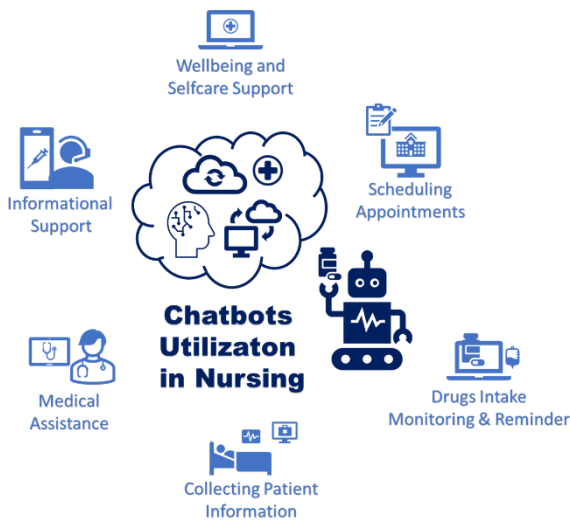 Wellbeing and
Selfcare Support
Informational
Support
Scheduling
Appointments
Chatbots
Utilizaton
in Nursing
Medical
Assistance
Drugs Intake
Monitoring & Reminder
Collecting Patient
Information